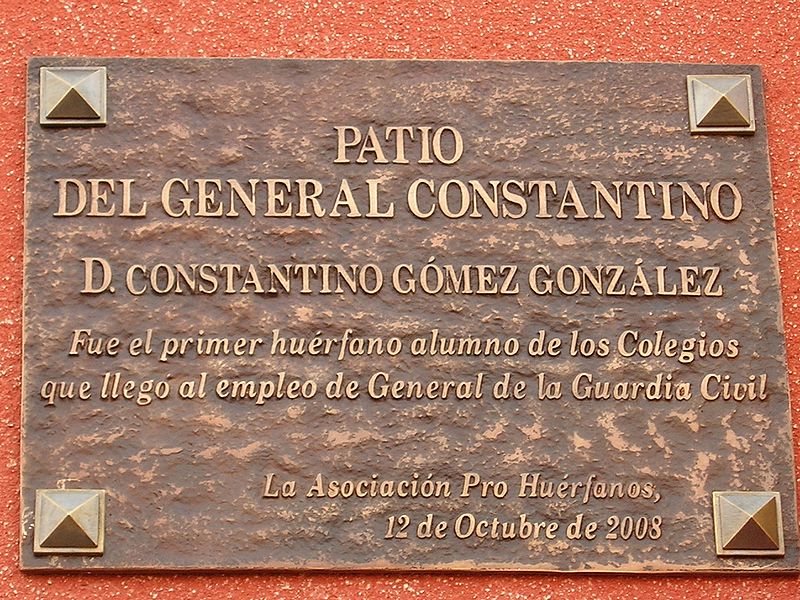 PATIO
DEL GENERAL CONSTANTINO
D. CONSTANTINO GÓMEZ GONZÁLEZ
Fue el primer huérfano alumno de los Colegios
que llegó al empleo de General de la Guardia Civil
La Asociación Pro Huérfanos,
12 de Octubre de 2008